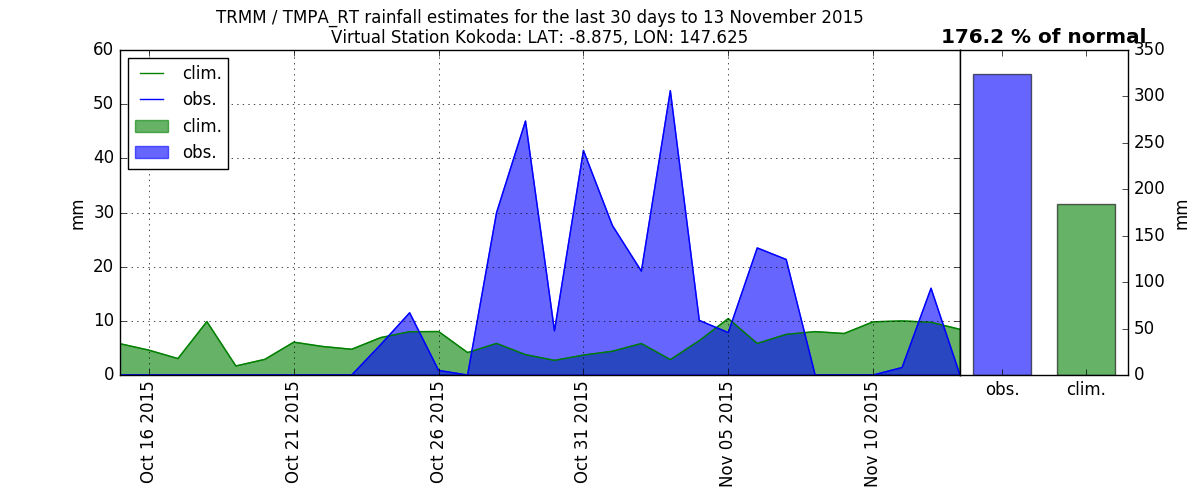 TRMM / TMPA_RT rainfall estimates for the last 30 days to 13 November 2015
Virtual Station Kokoda: LAT: -8.875, LON: 147.625
176.2 % of normal
clim.
obs.
clim.
obs.
60
50
40
30
20
10
0
mm
Oct 16 2015
Oct 21 2015
Oct 26 2015
Oct 31 2015
Nov 05 2015
Nov 10 2015
350
300
250
200
150
100
50
0
mm
obs.
clim.